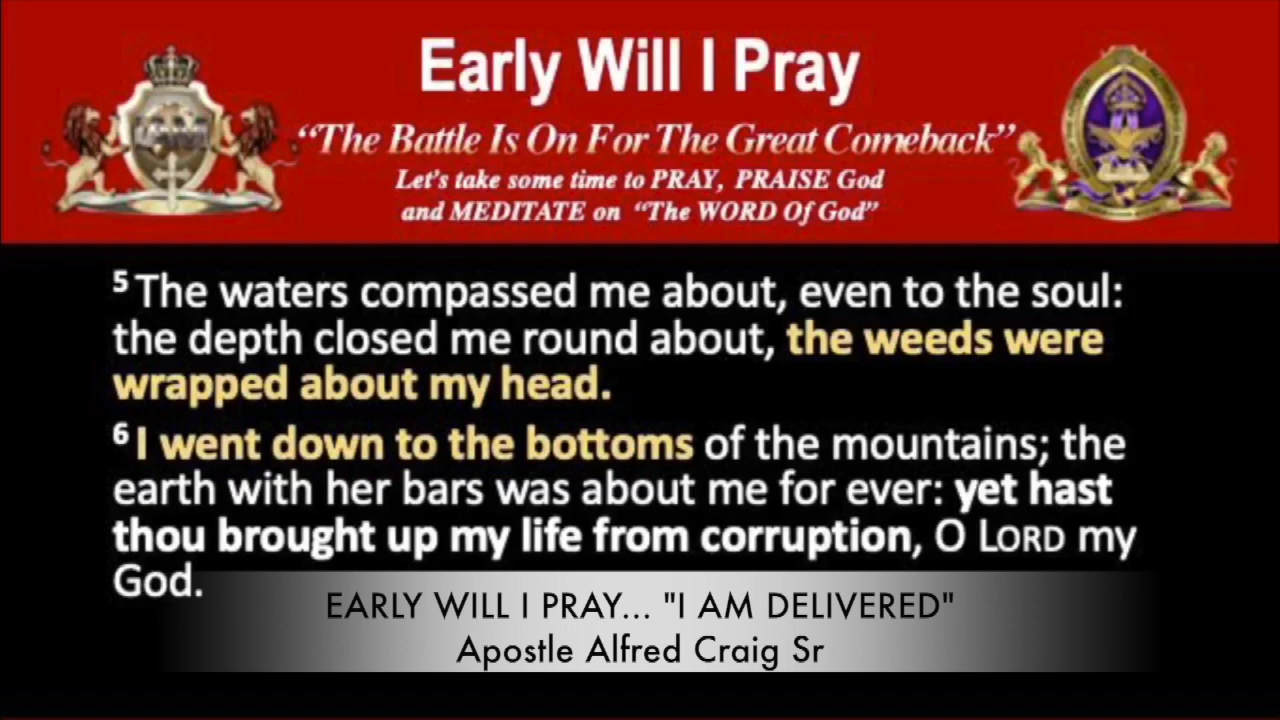 Early Will I Pray
“The Battle Is On For The Great Comeback”
Let's take some time to PRAY, PRAISE God
and MEDITATE on “The WORD Of God”
5 The waters compassed me about, even to the soul:
the depth closed me round about, the weeds were
wrapped about my head.
6 I went down to the bottoms of the mountains; the
earth with her bars was about me for ever: yet hast
thou brought up my life from corruption, O LORD my
God.
EARLY WILL I PRAY... "I AM DELIVERED"
Apostle Alfred Craig Sr